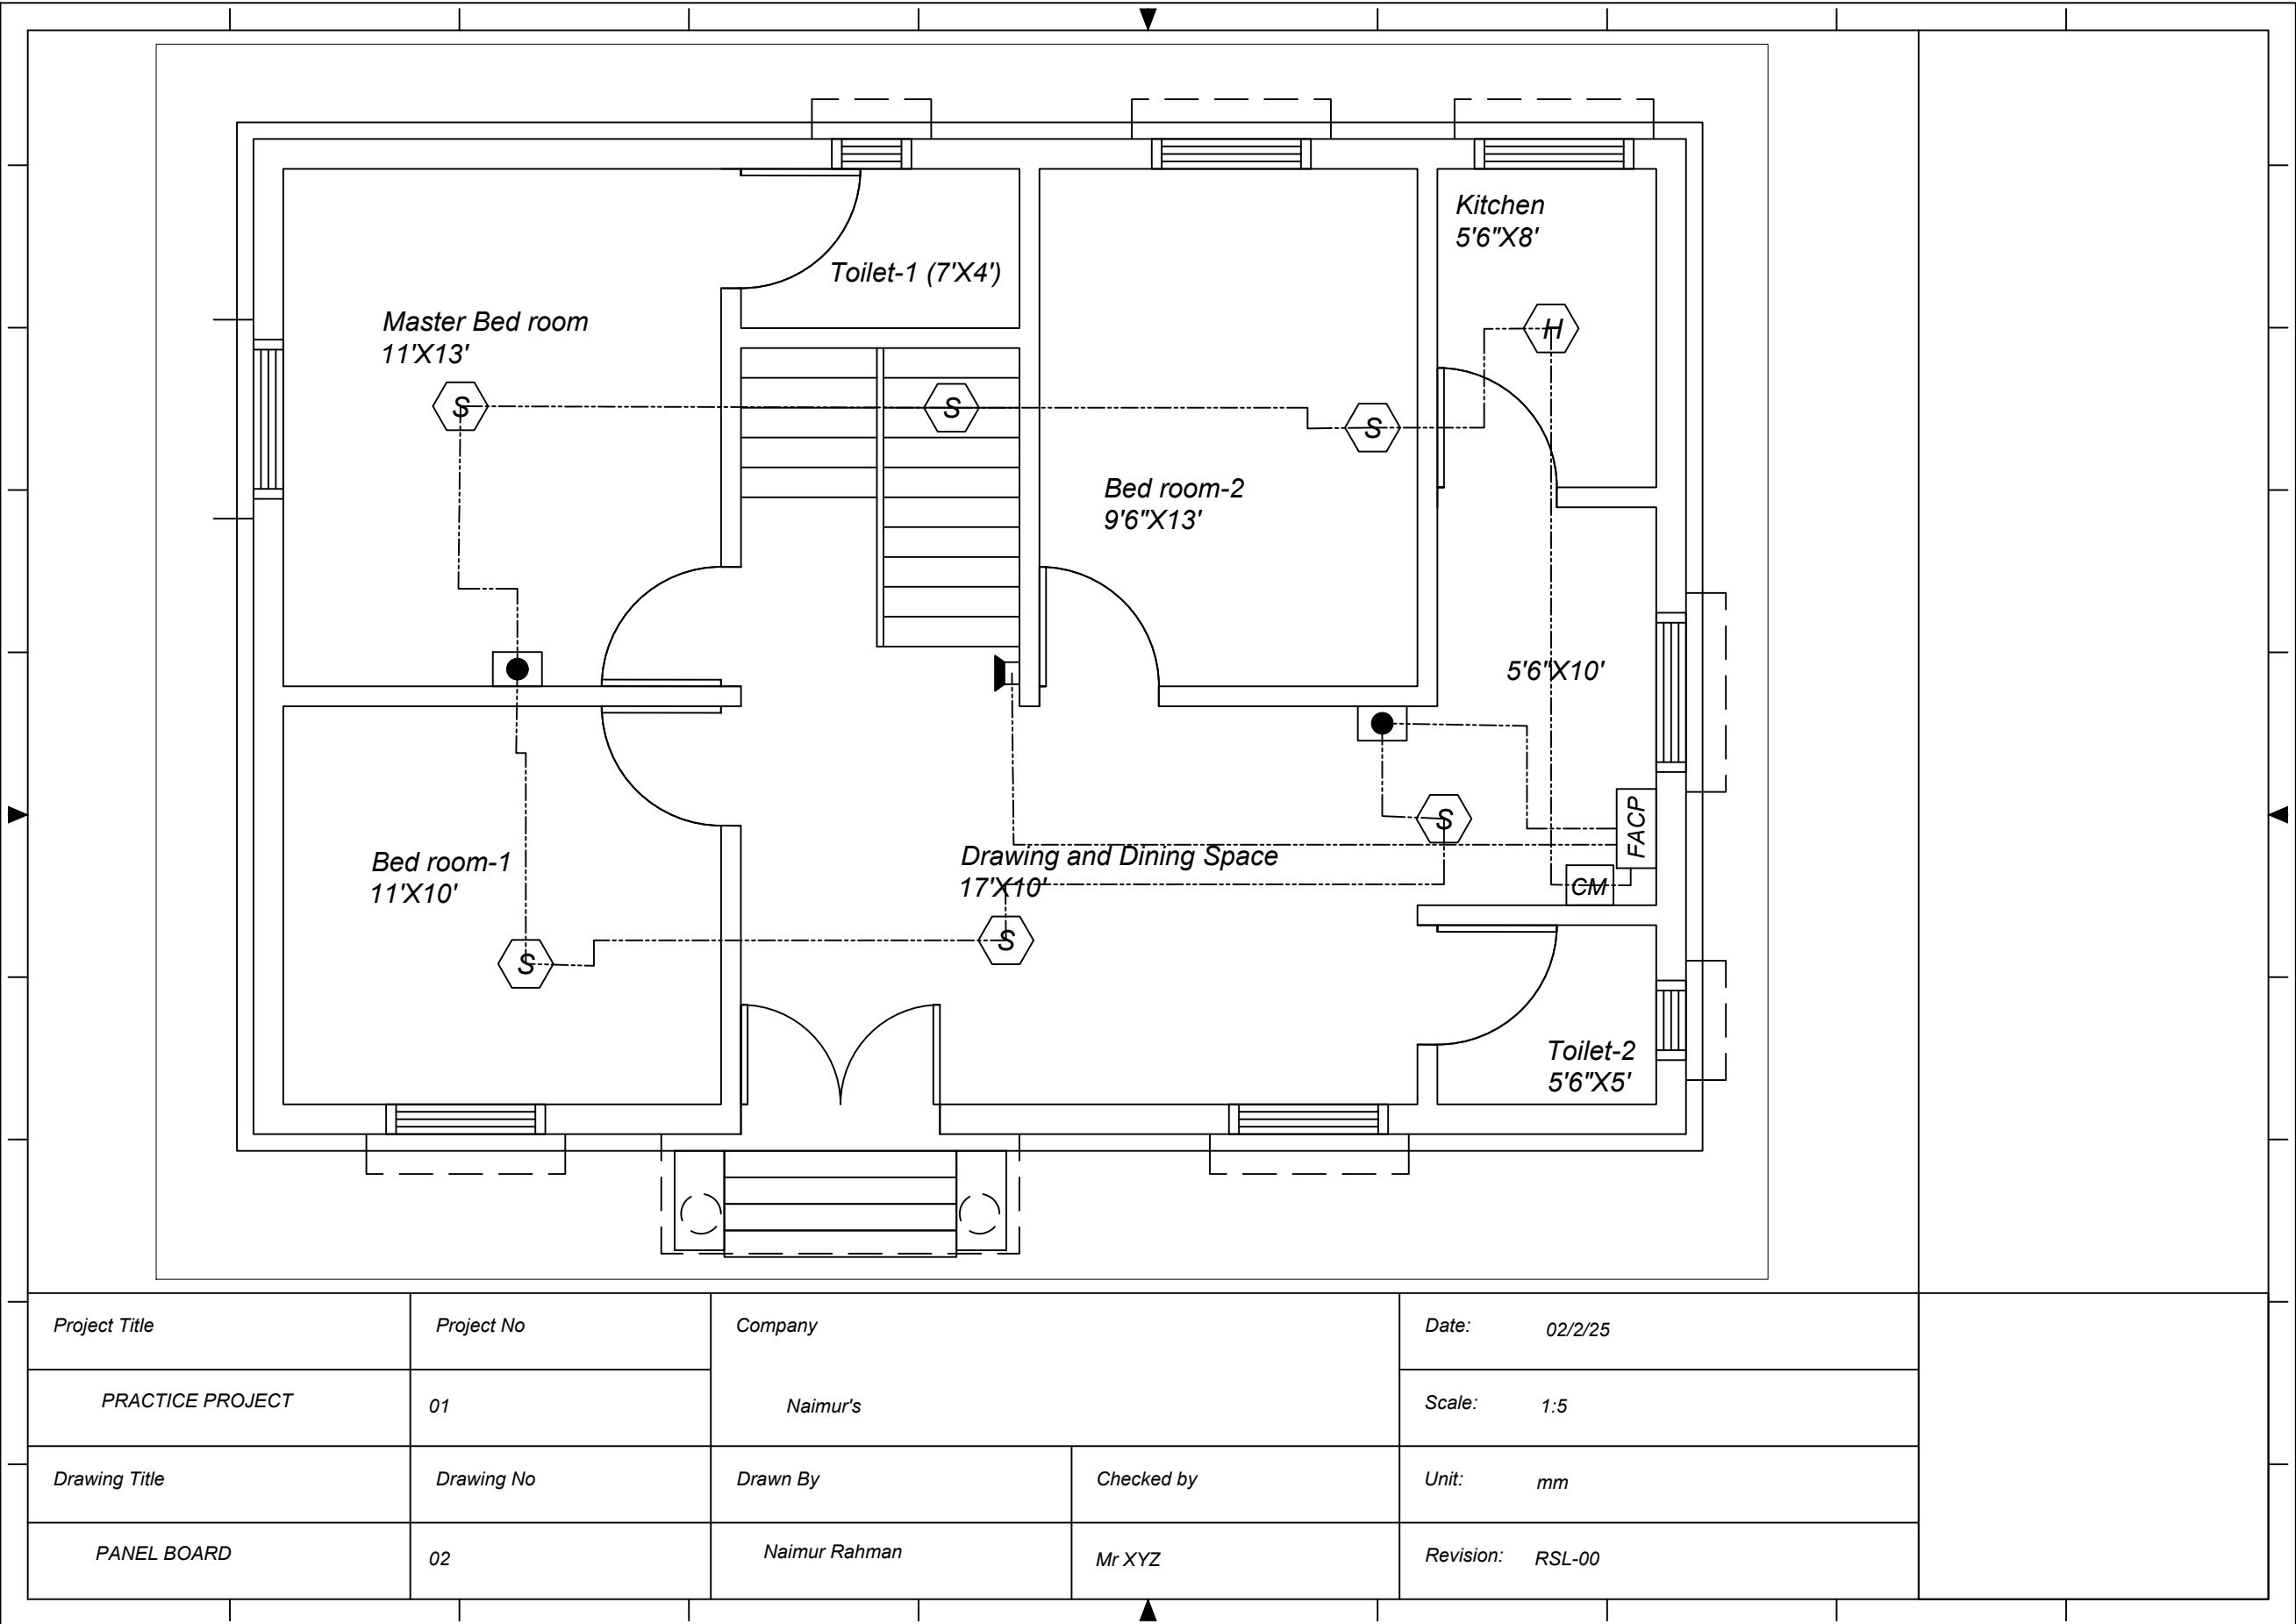 Kitchen
5'6"X8'
Toilet-1 (7'X4')
Master Bed room
11'X13'
H
S
S
S
Bed room-2
9'6"X13'
5'6"X10'
FACP
S
Drawing and Dining Space
17'X10'
Bed room-1
11'X10'
CM
S
S
Toilet-2
5'6"X5'
Project Title
Project No
Company
Date: 02/2/25
PRACTICE PROJECT
01
Naimur's
Scale: 1:5
Drawing Title
Drawing No
Drawn By
Checked by
Unit: mm
PANEL BOARD
02
Naimur Rahman
Mr XYZ
Revision: RSL-00